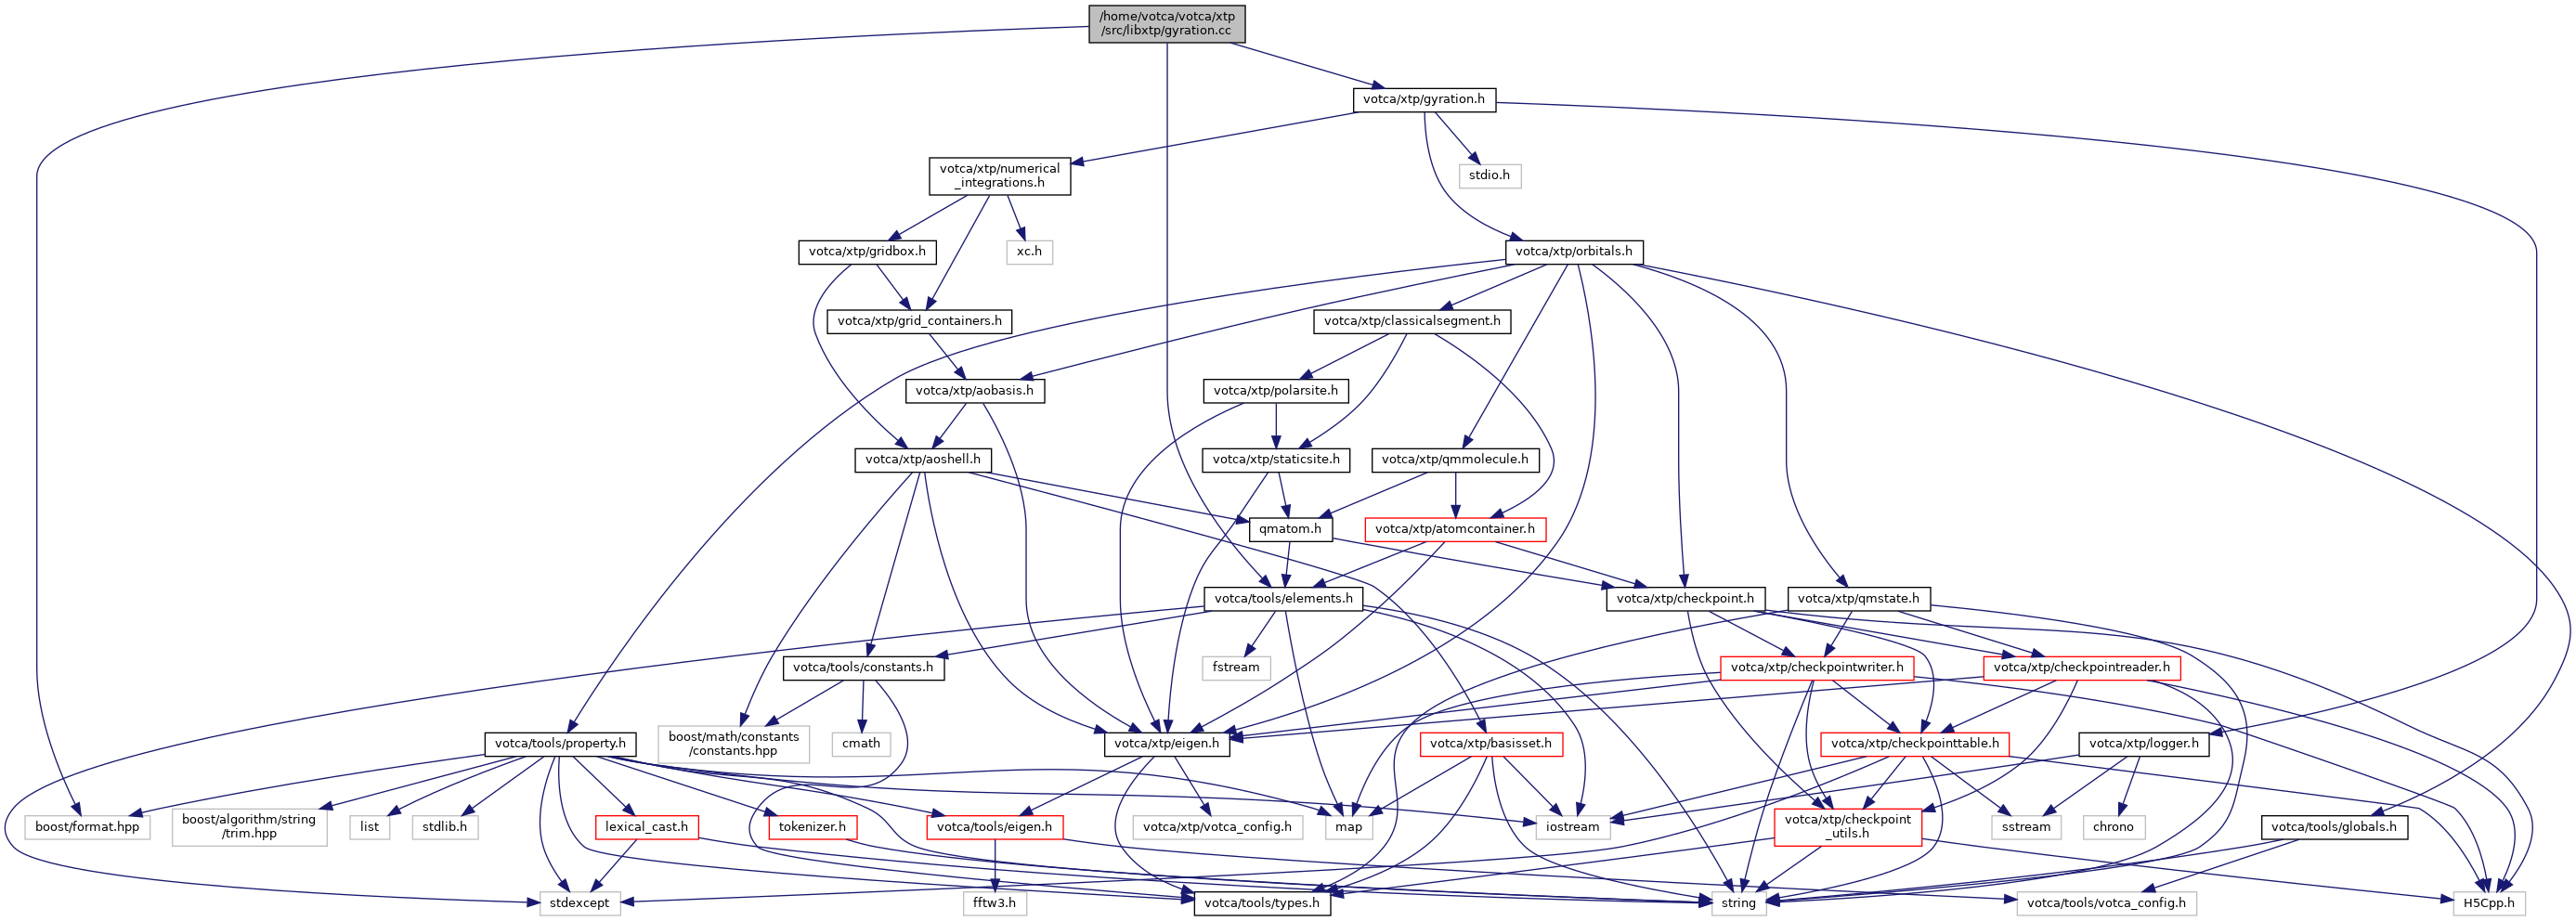 /home/votca/votca/xtp
/src/libxtp/gyration.cc
votca/xtp/gyration.h
votca/xtp/numerical
_integrations.h
stdio.h
votca/xtp/gridbox.h
xc.h
votca/xtp/orbitals.h
votca/xtp/grid_containers.h
votca/xtp/classicalsegment.h
votca/xtp/aobasis.h
votca/xtp/polarsite.h
votca/xtp/aoshell.h
votca/xtp/staticsite.h
votca/xtp/qmmolecule.h
qmatom.h
votca/xtp/atomcontainer.h
votca/tools/elements.h
votca/xtp/checkpoint.h
votca/xtp/qmstate.h
votca/tools/constants.h
fstream
votca/xtp/checkpointwriter.h
votca/xtp/checkpointreader.h
votca/tools/property.h
boost/math/constants
/constants.hpp
cmath
votca/xtp/eigen.h
votca/xtp/basisset.h
votca/xtp/checkpointtable.h
votca/xtp/logger.h
boost/format.hpp
boost/algorithm/string
/trim.hpp
list
stdlib.h
lexical_cast.h
tokenizer.h
votca/tools/eigen.h
votca/xtp/votca_config.h
map
iostream
votca/xtp/checkpoint
_utils.h
sstream
chrono
votca/tools/globals.h
stdexcept
fftw3.h
votca/tools/types.h
string
votca/tools/votca_config.h
H5Cpp.h